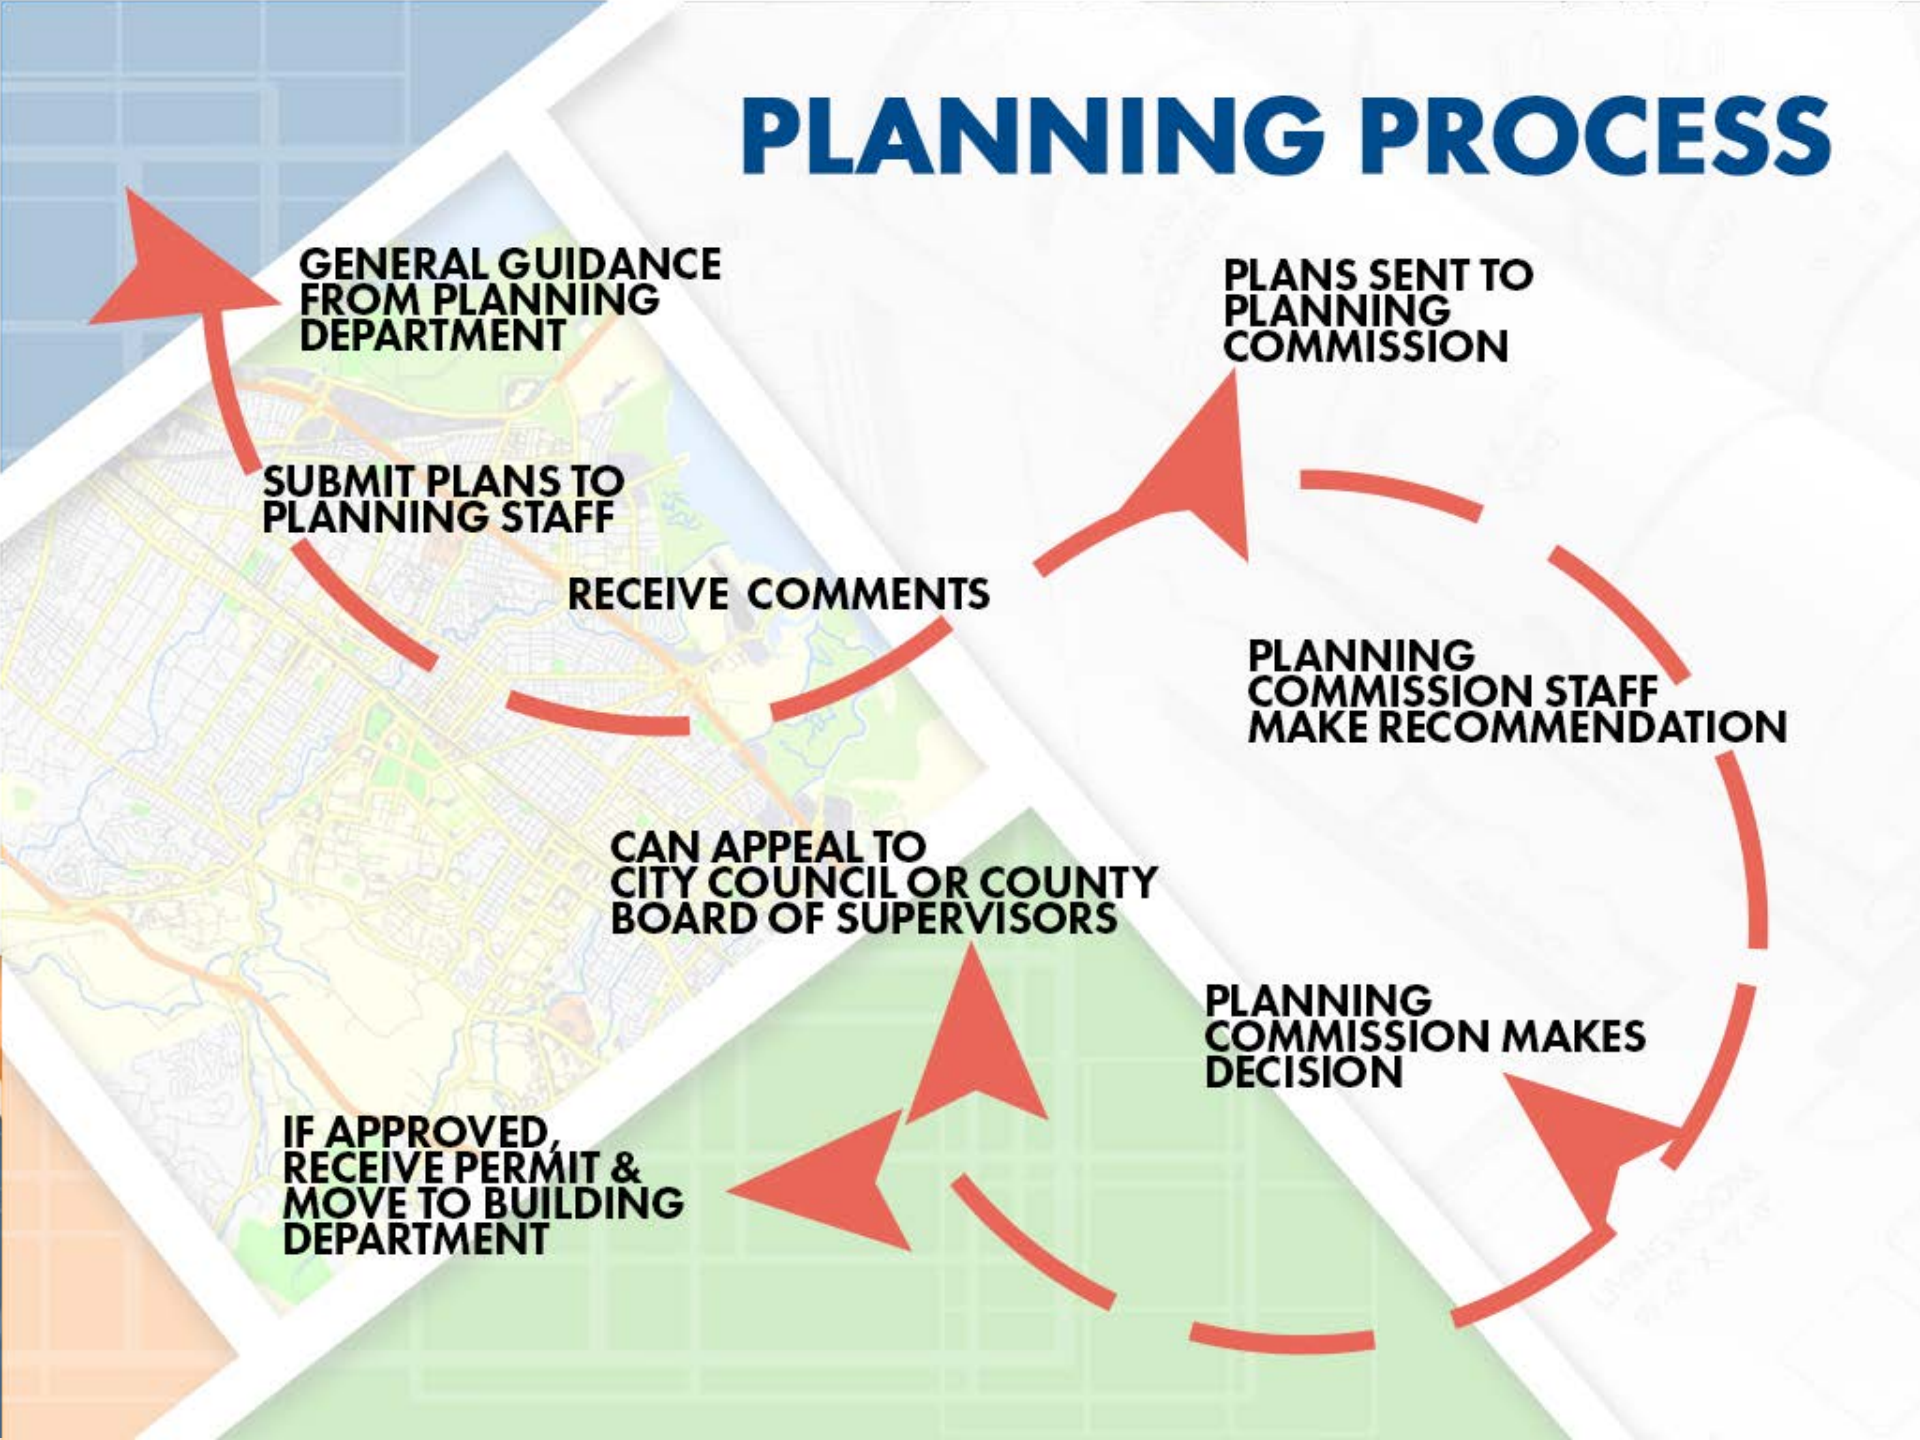 PLANNING PROCESS
GENERAL GUIDANCE
FROM PLANNING
DEPARTMENT
SUBMIT PLANS TO
PLANNING STAFF
RECEIVE COMMENTS
PLANS SENT TO
PLANNING
COMMISSION
PLANNING
COMMISSION STAFF
MAKE RECOMMENDATION
PLANNING
COMMISSION MAKES
DECISION
CAN APPEAL TO
CITY COUNCIL OR COUNTY
BOARD OF SUPERVISORS
IF APPROVED,
RECEIVE PERMIT &
MOVE TO BUILDING
DEPARTMENT